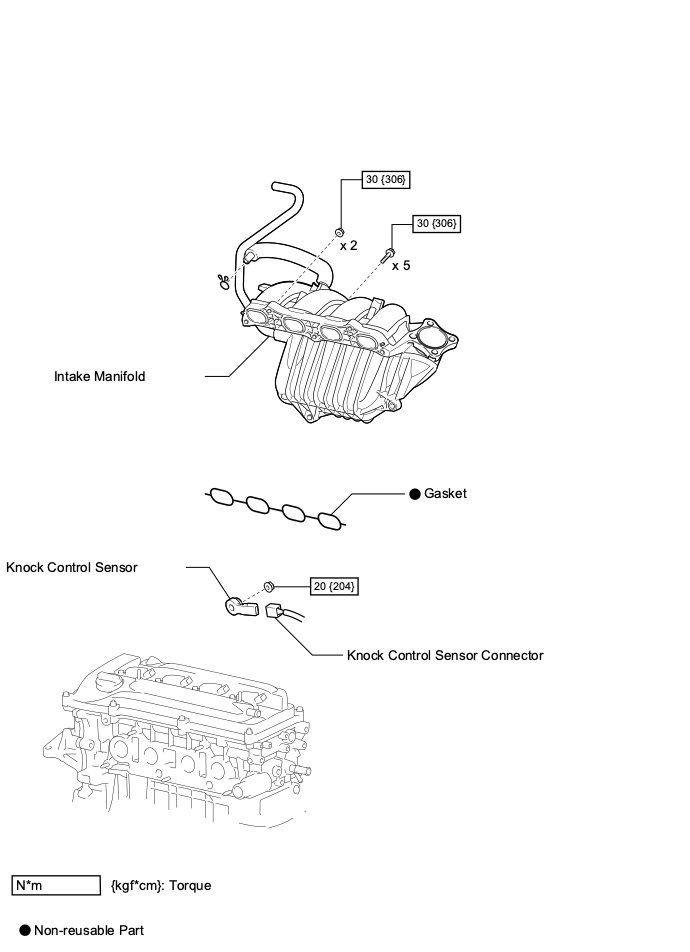 30 {306}
30 {306}
x 2
x 5
Intake Manifold
● Gasket
Knock Control Sensor
20 {204}
Knock Control Sensor Connector
N*m {kgf*cm}: Torque
● Non-reusable Part